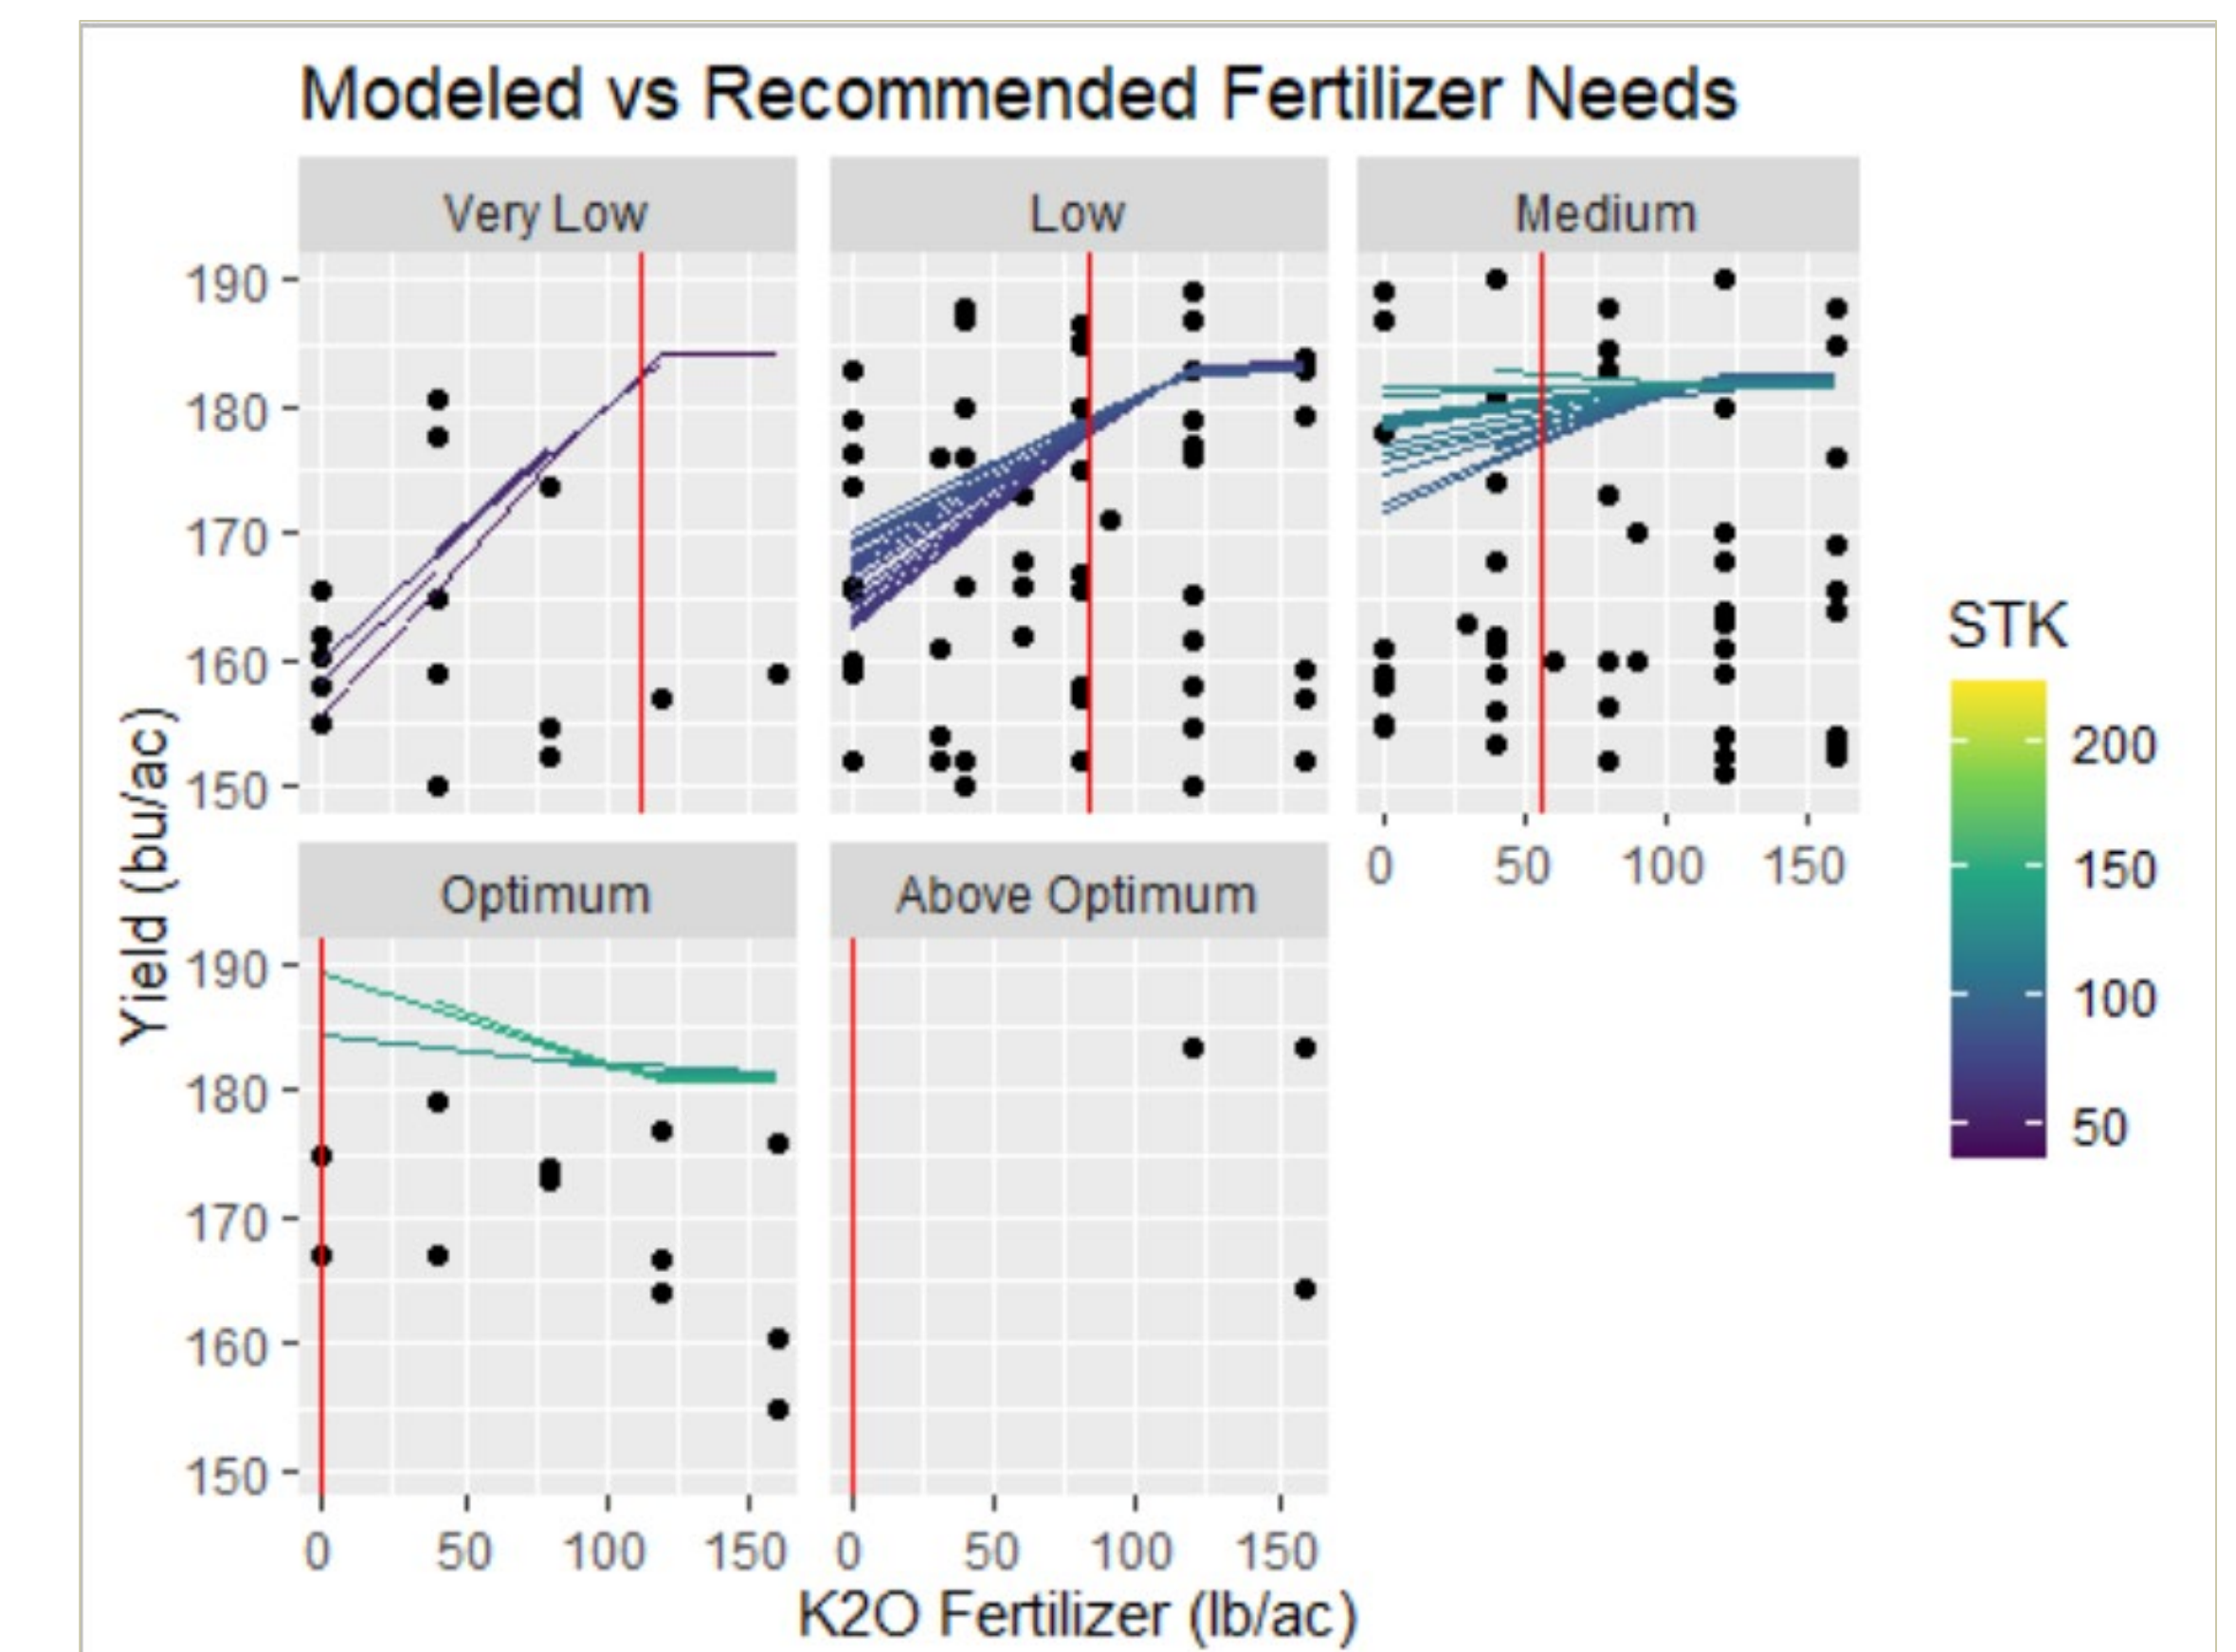 Modeled vs Recommended Fertilizer Needs
Very Low
Low
Medium
190
180
170
160
150
0 50 100 150
Optimum
Above Optimum
190
180
170
160
150
0 50 100 150
0 50 100 150
Yield (bu/ac)
K2O Fertilizer (lb/ac)
STK
200
150
100
50